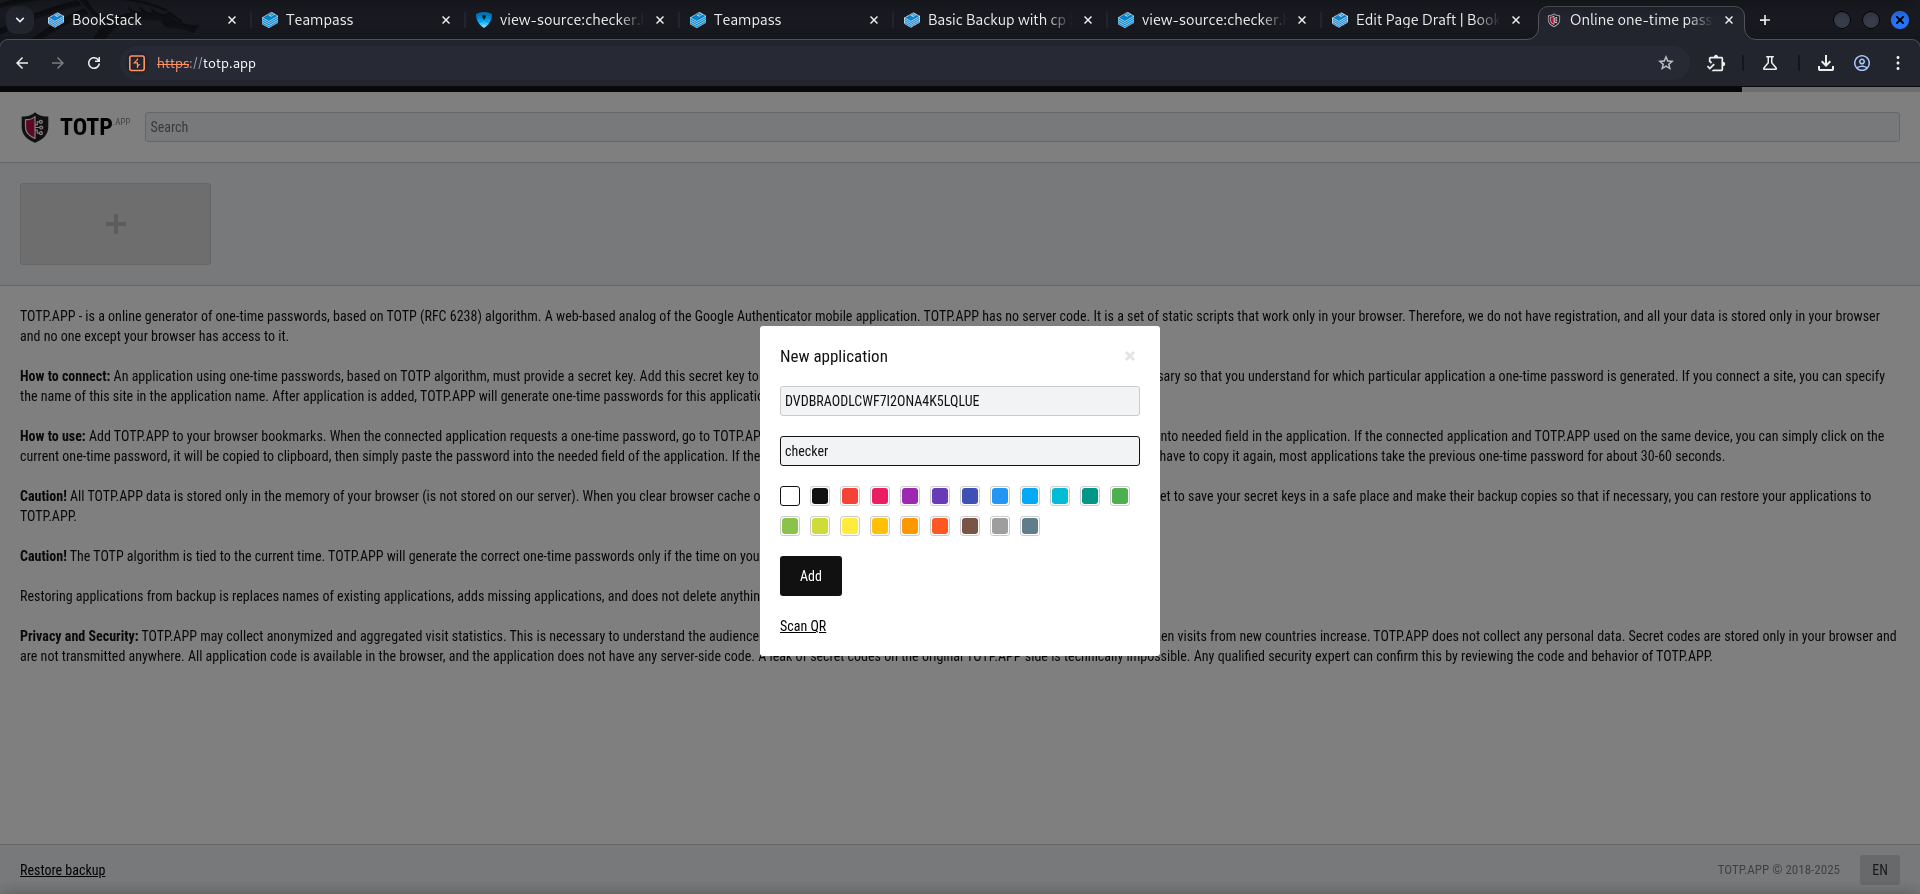 BookStack
Teampass
view-source:checker.
Teampass
Basic Backup with cp
view-source:checker.
Edit Page Draft | Book
Online one-time pass
https://totp.app
TOTP .APP
Search
TOTP.APP - is a online generator of one-time passwords, based on TOTP (RFC 6238) algorithm. A web-based analog of the Google Authenticator mobile application. TOTP.APP has no server code. It is a set of static scripts that work only in your browser. Therefore, we do not have registration, and all your data is stored only in your browser
and no one except your browser has access to it.
How to connect: An application using one-time passwords, based on TOTP algorithm, must provide a secret key. Add this secret key to
sary so that you understand for which particular application a one-time password is generated. If you connect a site, you can specify
the name of this site in the application name. After application is added, TOTP.APP will generate one-time passwords for this applicatio
How to use: Add TOTP.APP to your browser bookmarks. When the connected application requests a one-time password, go to TOTP.AP
nto needed field in the application. If the connected application and TOTP.APP used on the same device, you can simply click on the
current one-time password, it will be copied to clipboard, then simply paste the password into the needed field of the application. If the
have to copy it again, most applications take the previous one-time password for about 30-60 seconds.
Caution! All TOTP.APP data is stored only in the memory of your browser (is not stored on our server). When you clear browser cache o
et to save your secret keys in a safe place and make their backup copies so that if necessary, you can restore your applications to
TOTP.APP.
Caution! The TOTP algorithm is tied to the current time. TOTP.APP will generate the correct one-time passwords only if the time on you
Restoring applications from backup is replaces names of existing applications, adds missing applications, and does not delete anythin
Privacy and Security: TOTP.APP may collect anonymized and aggregated visit statistics. This is necessary to understand the audience
en visits from new countries increase. TOTP.APP does not collect any personal data. Secret codes are stored only in your browser and
are not transmitted anywhere. All application code is available in the browser, and the application does not have any server-side code. A leak of secret codes on the original TOTP.APP side is technically impossible. Any qualified security expert can confirm this by reviewing the code and behavior of TOTP.APP.
New application
DVDBRAODLCWF7I2ONA4K5LQLUE
checker
Add
Scan QR
Restore backup
TOTP.APP © 2018-2025
EN